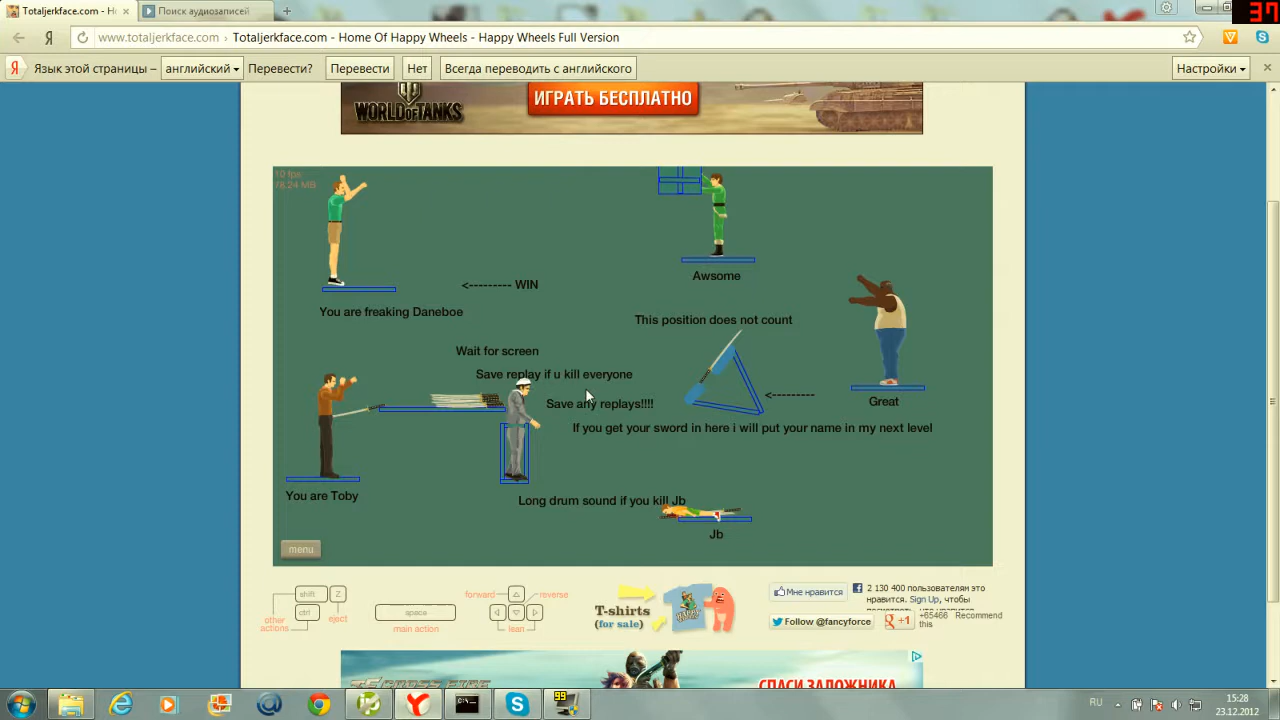 Totaljerkface.com - Ho
Поиск аудиозаписей
37
www.totaljerkface.com
Totaljerkface.com - Home Of Happy Wheels - Happy Wheels Full Version
Язык этой страницы –
английский
Перевести?
Перевести
Нет
Всегда переводить с английского
Настройки
WORLD OF TANKS
ИГРАТЬ БЕСПЛАТНО
10 fps
78.24 MB
Awsome
<--------- WIN
You are freaking Daneboe
This position does not count
Wait for screen
Save replay if u kill everyone
<---------
Great
Save any replays!!!!
If you get your sword in here i will put your name in my next level
You are Toby
Long drum sound if you kill Jb
Jb
menu
shift
Z
ctrl
eject
other
actions
space
main action
forward
reverse
lean
T-shirts
(for sale)
Мне нравится
2 130 400 пользователям это
нравится. Sign Up, чтобы
Follow @fancyforce
+1
+65466 Recommend
this
СПАСИ ЗАЛОЖНИКА
99
RU
15:28
23.12.2012